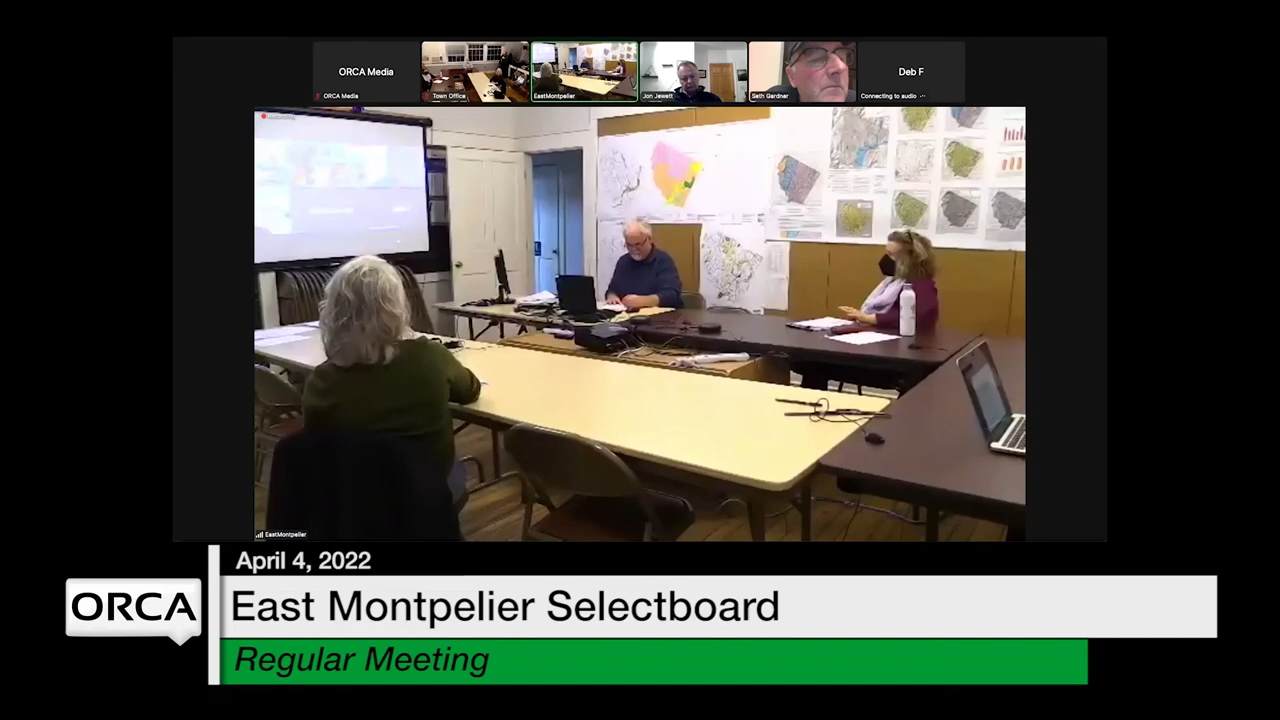 ORCA Media
Deb F
ORCA Media
Town Office
EastMontpelier
Jon Jewett
Seth Gardner
Connecting to audio ···
EastMontpelier
April 4, 2022
ORCA
East Montpelier Selectboard
Regular Meeting